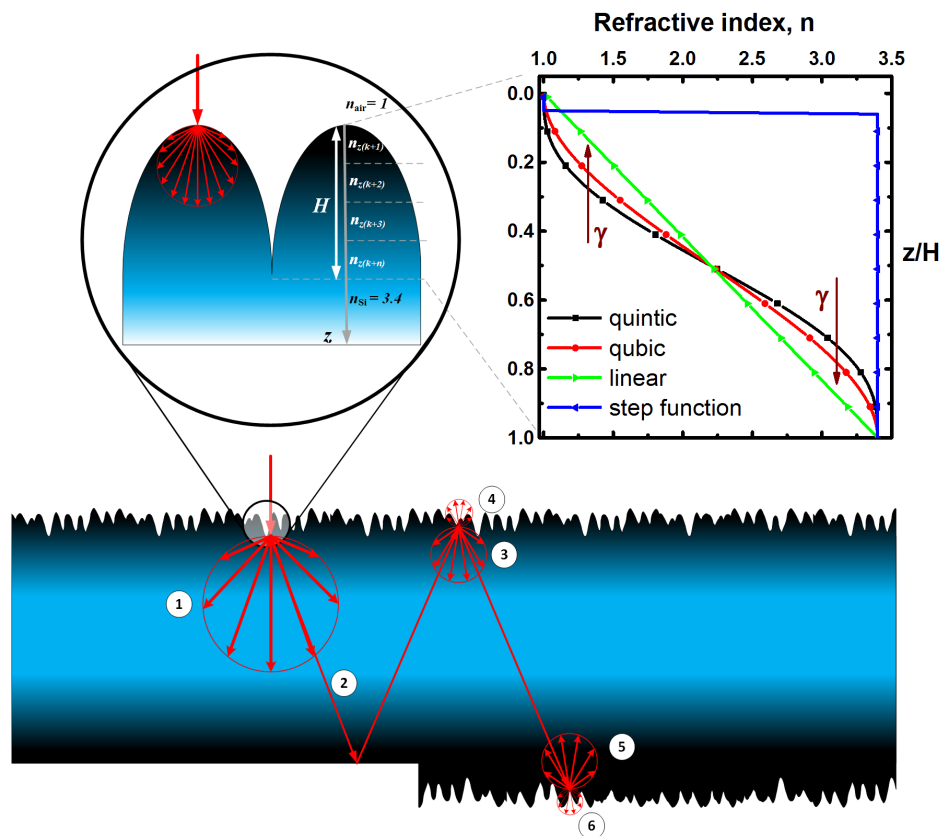 Refractive index, n
1.0 1.5 2.0 2.5 3.0 3.5
0.0
0.2
0.4
0.6
0.8
1.0
z/H
γ
γ
quintic
qubic
linear
step function
nair = 1
nz(k+1)
nz(k+2)
H
nz(k+3)
nz(k+n)
nSi = 3.4
z
4
3
1
2
5
6